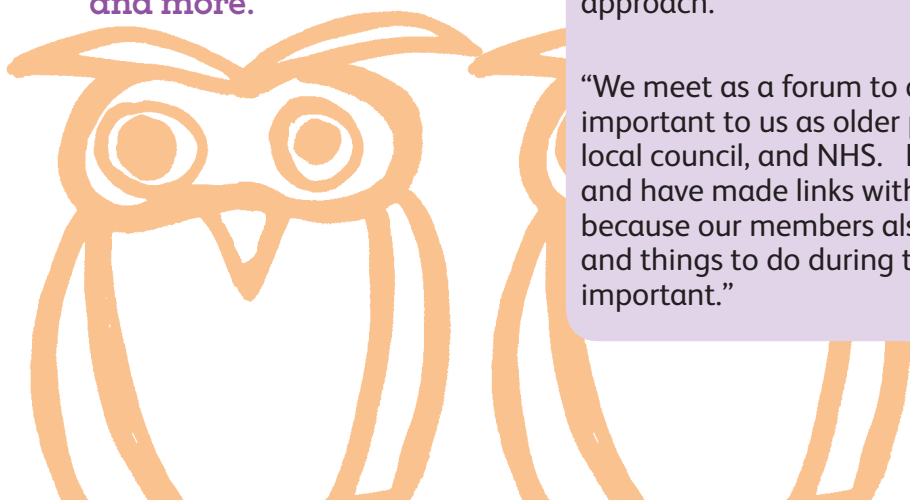 and more.
approach.
“We meet as a forum to
important to us as older
local council, and NHS.
and have made links with
because our members
and things to do during
important.”